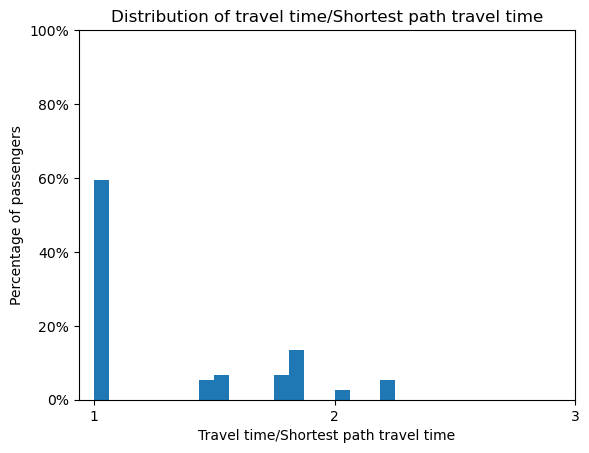 Distribution of travel time/Shortest path travel time
100%
80%
60%
40%
20%
0%
Percentage of passengers
1 2 3
Travel time/Shortest path travel time